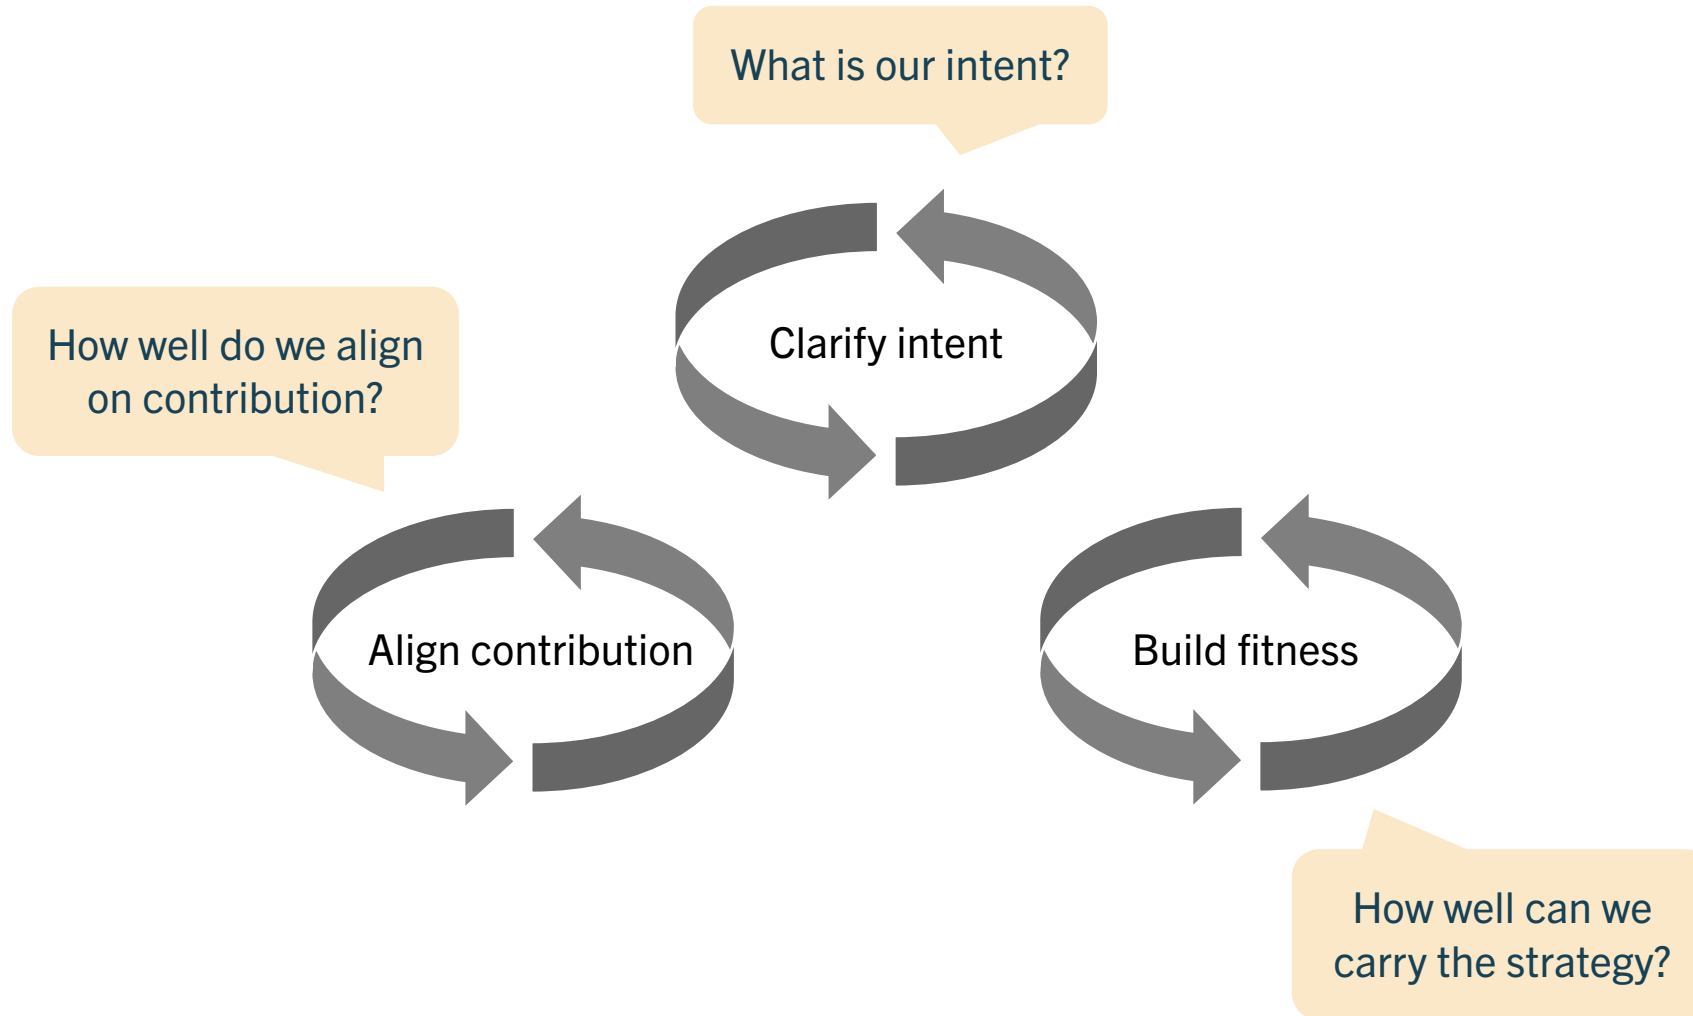 What is our intent?
Clarify intent
How well do we align
on contribution?
Align contribution
Build fitness
How well can we
carry the strategy?